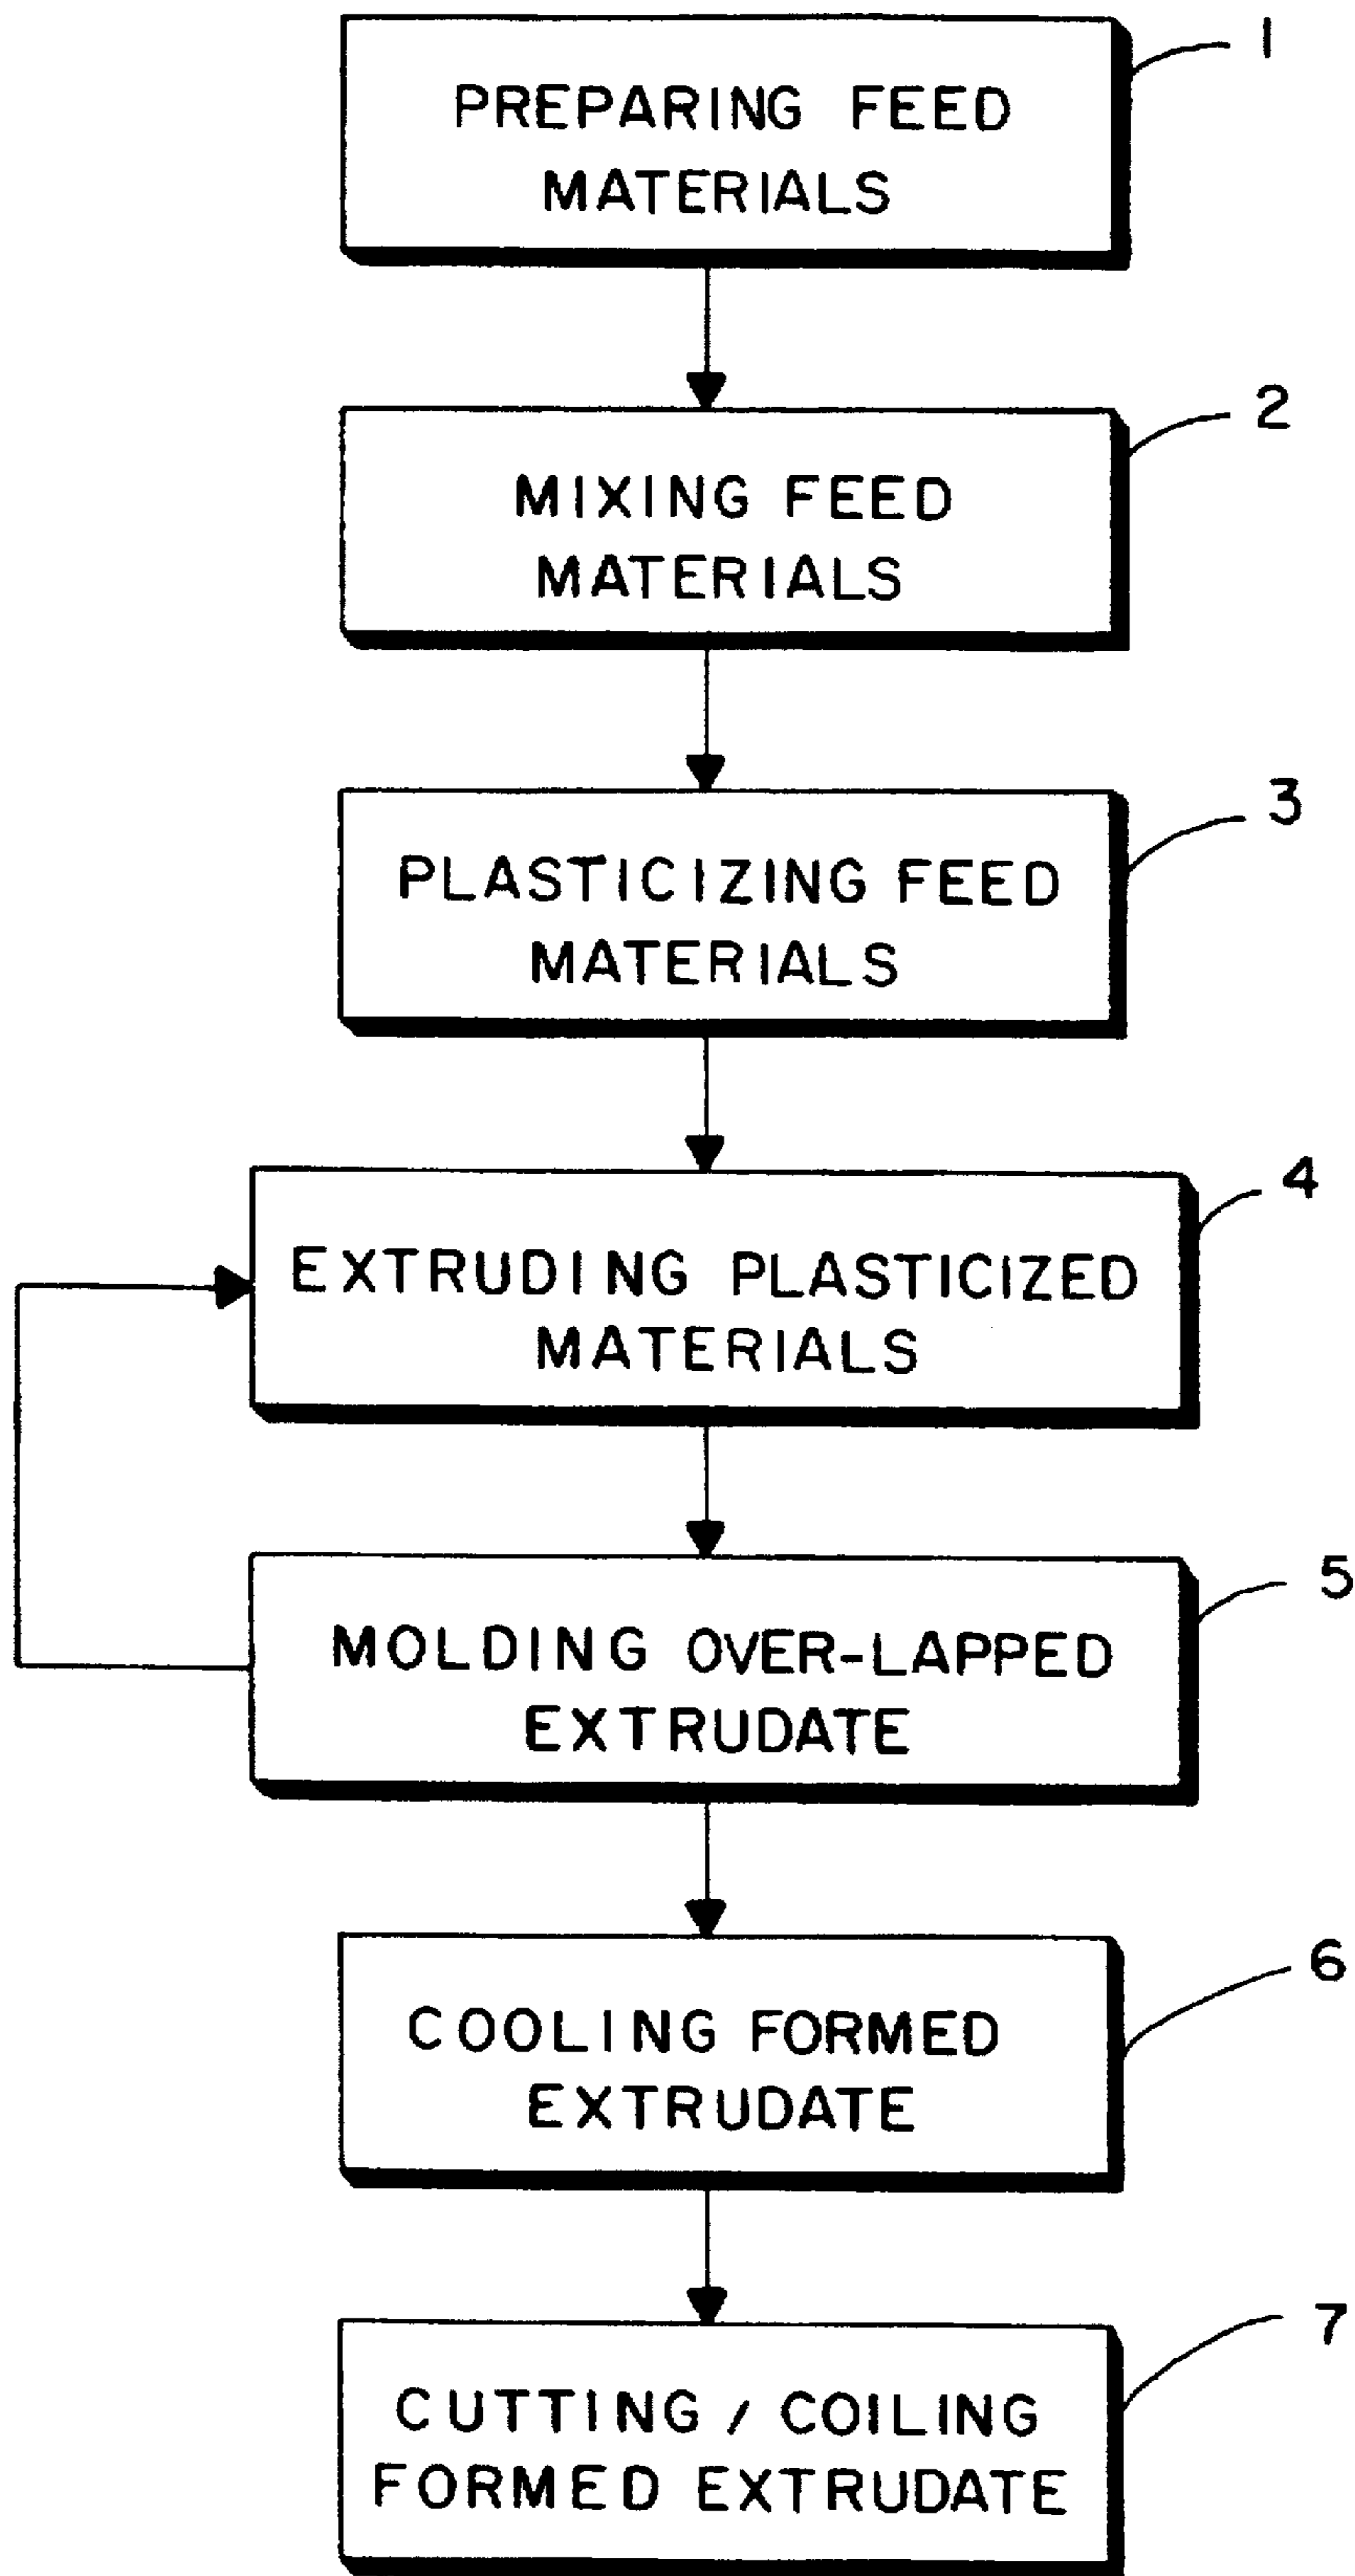 1
PREPARING FEED
MATERIALS
2
MIXING FEED
MATERIALS
3
PLASTICIZING FEED
MATERIALS
4
EXTRUDING PLASTICIZED
MATERIALS
5
MOLDING OVER-LAPPED
EXTRUDATE
6
COOLING FORMED
EXTRUDATE
7
CUTTING / COILING
FORMED EXTRUDATE